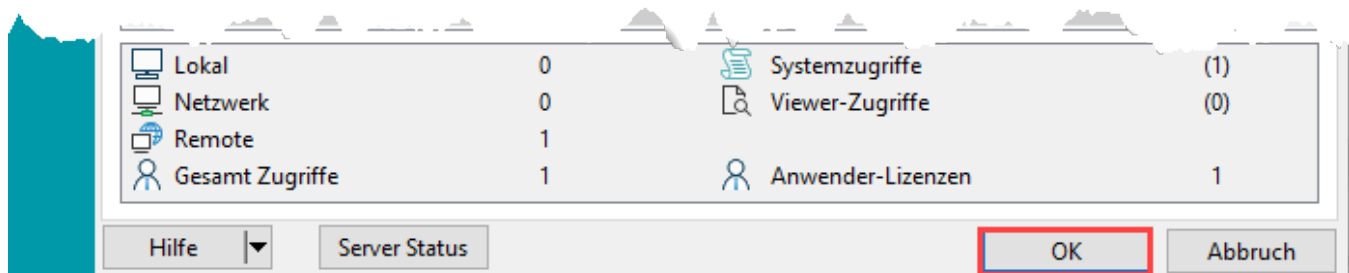 Lokal 0 Systemzugriffe (1)
Netzwerk 0 Viewer-Zugriffe (0)
Remote 1
Gesamt Zugriffe 1 Anwender-Lizenzen 1
Hilfe Server Status OK Abbruch